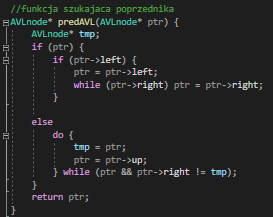 //funkcja szukajaca poprzednika
AVLnode* predAVL(AVLnode* ptr) {
    AVLnode* tmp;
    if (ptr) {
        if (ptr->left) {
            ptr = ptr->left;
            while (ptr->right) ptr = ptr->right;
        }

    else
        do {
            tmp = ptr;
            ptr = ptr->up;
        } while (ptr && ptr->right != tmp);
    }
    return ptr;
}